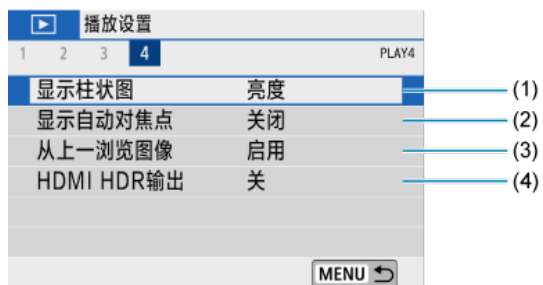 播放设置
1 2 3 4 PLAY4
显示柱状图 亮度 (1)
显示自动对焦点 关闭 (2)
从上一浏览图像 启用 (3)
HDMI HDR输出 关 (4)
MENU